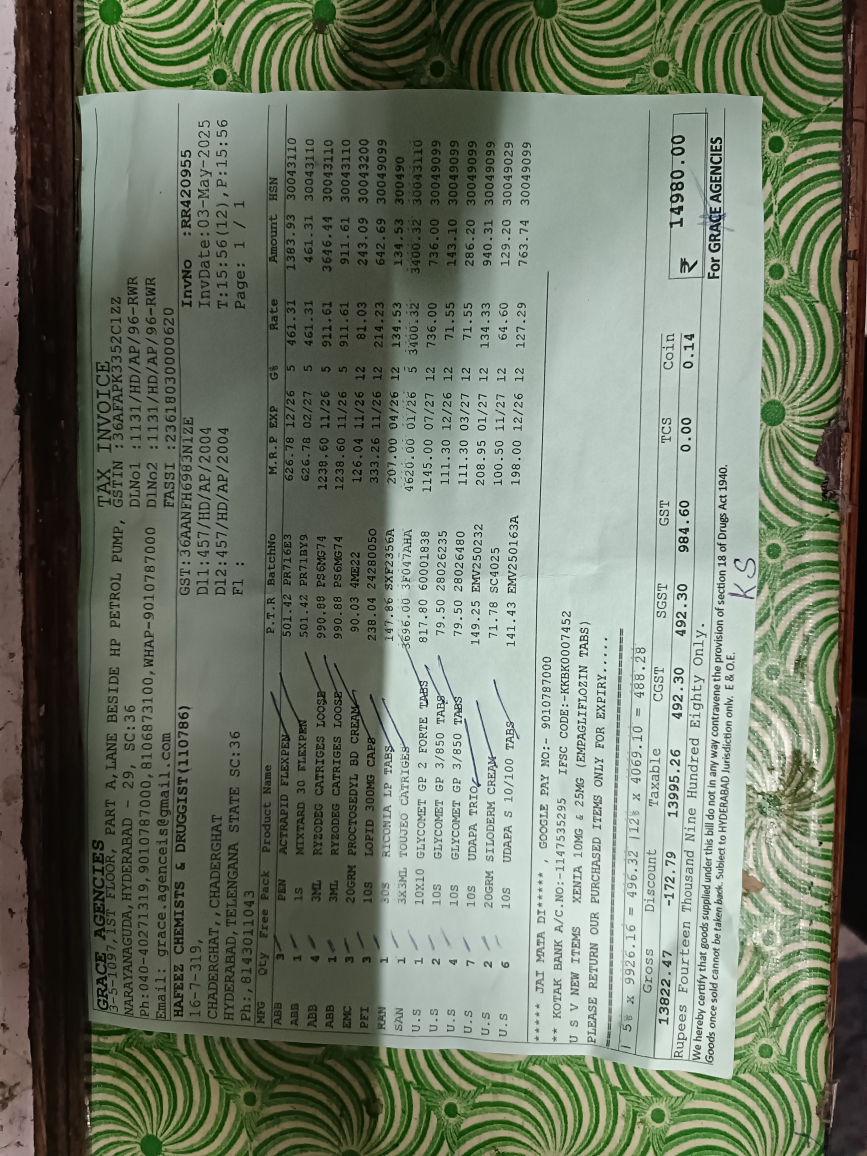 GRACE AGENCIES TAX INVOICE
3-5-1097, 1ST FLOOR, PART A, LANE BESIDE HP PETROL PUMP, GSTIN :36AFAPK3352C1ZZ
NARAYANAGUDA, HYDERABAD - 29, SC:36 DLNo1 :1131/HD/AP/96-RWR
Ph:040-40271319,9010787000,8106873100,WHAP-9010787000 DlNo2 :1131/HD/AP/96-RWR
Email: grace.agenceis@gmail.com FASSI :23618030000620
HAFEEZ CHEMISTS & DRUGGIST(110786) GST:36AANFH6983N1ZE InvNo :RR420955
16-7-319, D11:457/HD/AP/2004 InvDate:03-May-2025
CHADERGHAT,,CHADERGHAT D12:457/HD/AP/2004 T:15:56(12),P:15:56
HYDERABAD,TELENGANA STATE SC:36 F1 : Page: 1 / 1
Ph:,8143011043
MFG Qty Free Pack Product Name P.T.R BatchNo M.R.P EXP G% Rate Amount HSN
ABB 3 PEN ACTRAPID FLEXPEN 501.42 PR716E3 626.78 12/26 5 461.31 1383.93 30043110
ABB 1 1S MIXTARD 30 FLEXPEN 501.42 PR71BY9 626.78 02/27 5 461.31 461.31 30043110
ABB 4 3ML RYZODEG CATRIGES LOOSE 990.88 PS6MG74 1238.60 11/26 5 911.61 3646.44 30043110
ABB 1 3ML RYZODEG CATRIGES LOOSE 990.88 PS6MG74 1238.60 11/26 5 911.61 911.61 30043110
EMC 3 20GRM PROCTOSEDYL BD CREAM 90.03 4ME22 126.04 11/26 12 81.03 243.09 30043200
PFI 3 10S LOPID 300MG CAPS 238.04 24280050 333.26 11/26 12 214.23 642.69 30049099
RAN 1 30S RICONIA LP TABS 147.86 SXF2356A 207.00 04/26 12 134.53 134.53 300490
SAN 1 3X3ML TOUJEO CATRIGES 3696.00 3F047AHA 4620.00 01/26 5 3400.32 3400.32 30043110
U.S 1 10X10 GLYCOMET GP 2 FORTE TABS 817.80 60001838 1145.00 07/27 12 736.00 736.00 30049099
U.S 2 10S GLYCOMET GP 3/850 TABS 79.50 28026235 111.30 12/26 12 71.55 143.10 30049099
U.S 4 10S GLYCOMET GP 3/850 TABS 79.50 28026480 111.30 03/27 12 71.55 286.20 30049099
U.S 7 10S UDAPA TRIO 149.25 EMV250232 208.95 01/27 12 134.33 940.31 30049099
U.S 2 20GRM SILODERM CREAM 71.78 SC4025 100.50 11/27 12 64.60 129.20 30049029
U.S 6 10S UDAPA S 10/100 TABS 141.43 EMV250163A 198.00 12/26 12 127.29 763.74 30049099
***** JAI MATA DI***** , GOOGLE PAY NO:- 9010787000
** KOTAK BANK A/C.NO:-1147535295 IFSC CODE:-KKBK0007452
U S V NEW ITEMS XENIA 10MG & 25MG (EMPAGLIFLOZIN TABS)
PLEASE RETURN OUR PURCHASED ITEMS ONLY FOR EXPIRY.....
| 5% x 9926.16 = 496.32 |12% x 4069.10 = 488.28
Gross Discount Taxable CGST SGST GST TCS Coin
13822.47 -172.79 13995.26 492.30 492.30 984.60 0.00 0.14 ₹ 14980.00
Rupees Fourteen Thousand Nine Hundred Eighty Only.
We hereby certify that goods supplied under this bill do not in any way contravene the provision of section 18 of Drugs Act 1940. For GRACE AGENCIES
Goods once sold cannot be taken back. Subject to HYDERABAD Jurisdiction only. E & O.E.
KS